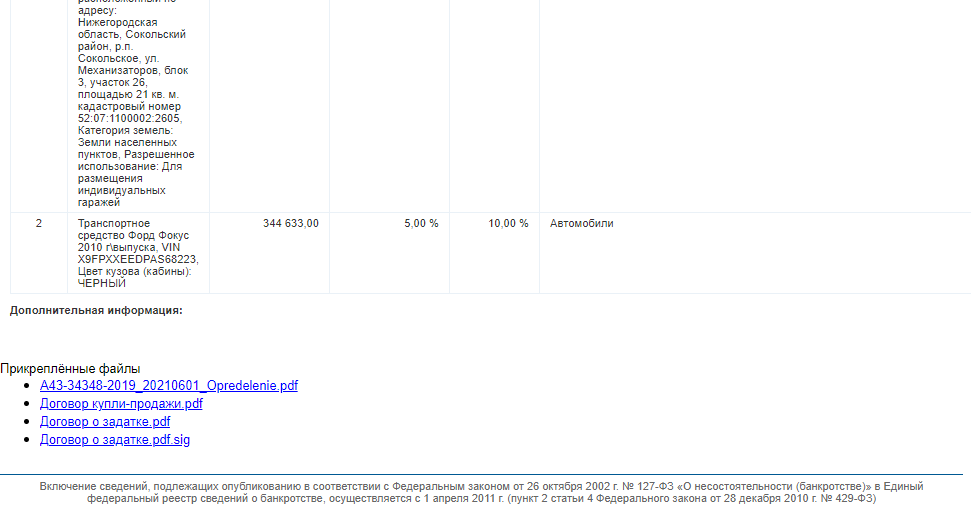 адресу:
Нижегородская
область, Сокольский
район, р.п.
Сокольское, ул.
Механизаторов, блок
3, участок 26,
площадью 21 кв. м.
кадастровый номер
52:07:1100002:2605,
Категория земель:
Земли населенных
пунктов, Разрешенное
использование: Для
размещения
индивидуальных
гаражей
2 Транспортное 344 633,00 5,00 % 10,00 % Автомобили
средство Форд Фокус
2010 г\выпуска, VIN
X9FPXXEEDPAS68223,
Цвет кузова (кабины):
ЧЕРНЫЙ
Дополнительная информация:
Прикреплённые файлы
A43-34348-2019_20210601_Opredelenie.pdf
Договор купли-продажи.pdf
Договор о задатке.pdf
Договор о задатке.pdf.sig
Включение сведений, подлежащих опубликованию в соответствии с Федеральным законом от 26 октября 2002 г. № 127-ФЗ «О несостоятельности (банкротстве)» в Единый
федеральный реестр сведений о банкротстве, осуществляется с 1 апреля 2011 г. (пункт 2 статьи 4 Федерального закона от 28 декабря 2010 г. № 429-ФЗ)